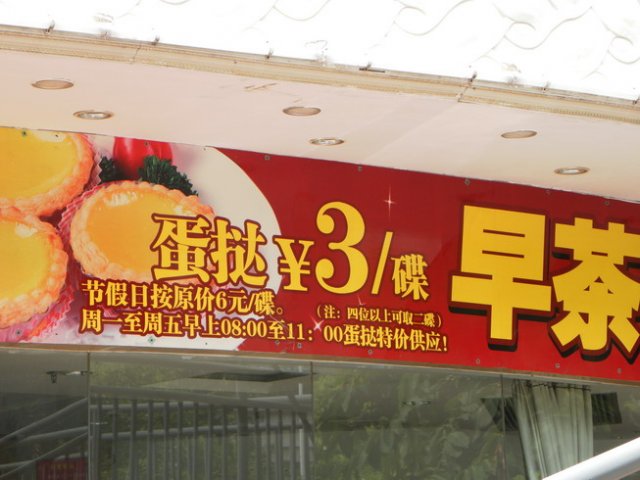 蛋挞¥3/碟
节假日按原价6元/碟。
(注：四位以上可取二碟)
周一至周五早上08:00至11：00蛋挞特价供应!
早茶